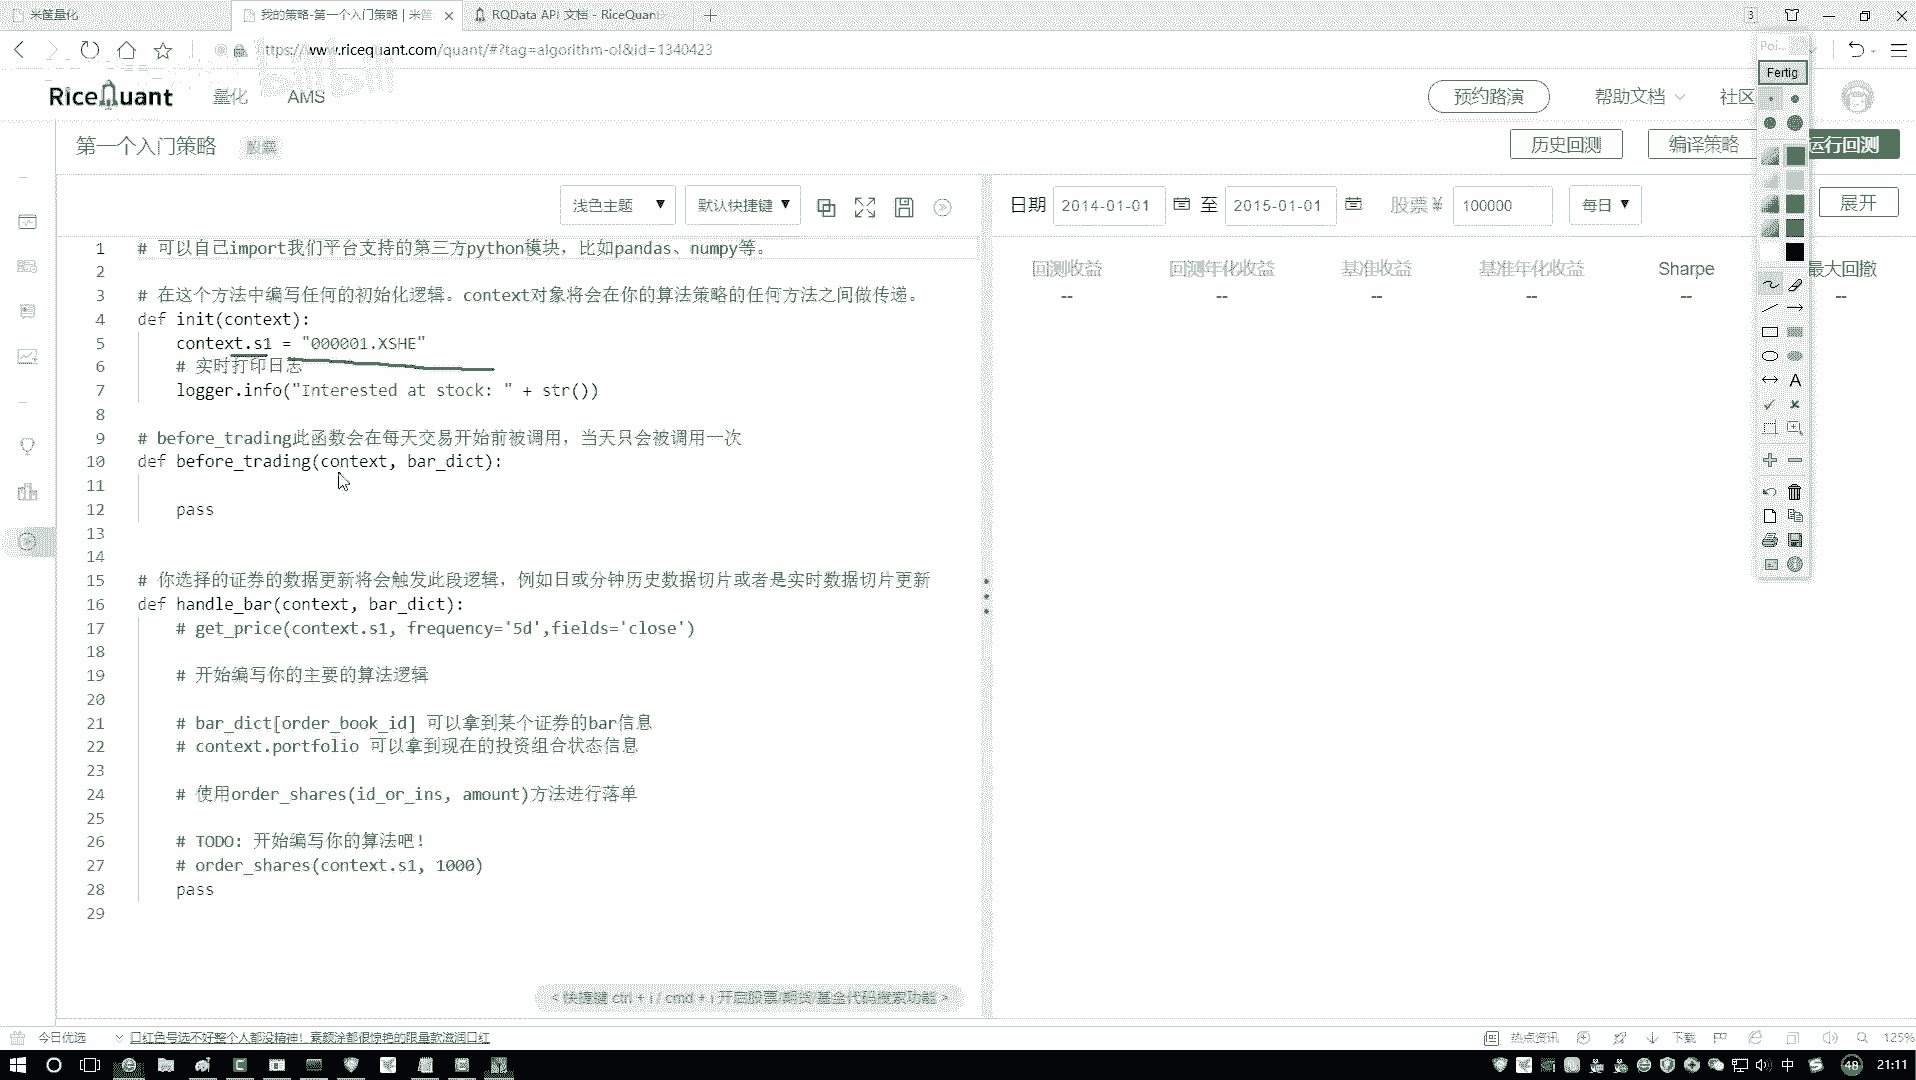 米筐量化
我的策略-第一个入门策略 | 米筐
RQData API 文档 - RiceQuant
https://www.ricequant.com/quant/#?tag=algorithm-ol&id=1340423
bilibili
RiceQuant 量化 AMS 预约路演 帮助文档 社区
第一个入门策略 股票 历史回测 编译策略 运行回测
浅色主题 默认快捷键 日期 2014-01-01 至 2015-01-01 股票¥ 100000 每日 展开
回测收益 回测年化收益 基准收益 基准年化收益 Sharpe 最大回撤
-- -- -- -- -- --
1 # 可以自己import我们平台支持的第三方python模块，比如pandas、numpy等。
2
3 # 在这个方法中编写任何的初始化逻辑。context对象将会在你的算法策略的任何方法之间做传递。
4 def init(context):
5 context.s1 = "000001.XSHE"
6 # 实时打印日志
7 logger.info("Interested at stock: " + str())
8
9 # before_trading此函数会在每天交易开始前被调用，当天只会被调用一次
10 def before_trading(context, bar_dict):
11
12 pass
13
14
15 # 你选择的证券的数据更新将会触发此段逻辑，例如日或分钟历史数据切片或者是实时数据切片更新
16 def handle_bar(context, bar_dict):
17 # get_price(context.s1, frequency='5d',fields='close')
18
19 # 开始编写你的主要的算法逻辑
20
21 # bar_dict[order_book_id] 可以拿到某个证券的bar信息
22 # context.portfolio 可以拿到现在的投资组合状态信息
23
24 # 使用order_shares(id_or_ins, amount)方法进行落单
25
26 # TODO: 开始编写你的算法吧!
27 # order_shares(context.s1, 1000)
28 pass
29
< 快捷键 ctrl + i / cmd + i 开启股票/期货/基金代码搜索功能 >
3
Poi...
Fertig
A
今日优选 口红色号选不好整个人都没精神！素颜涂都很惊艳的限量款滋润口红 热点资讯 下载 125%
中 48 21:11